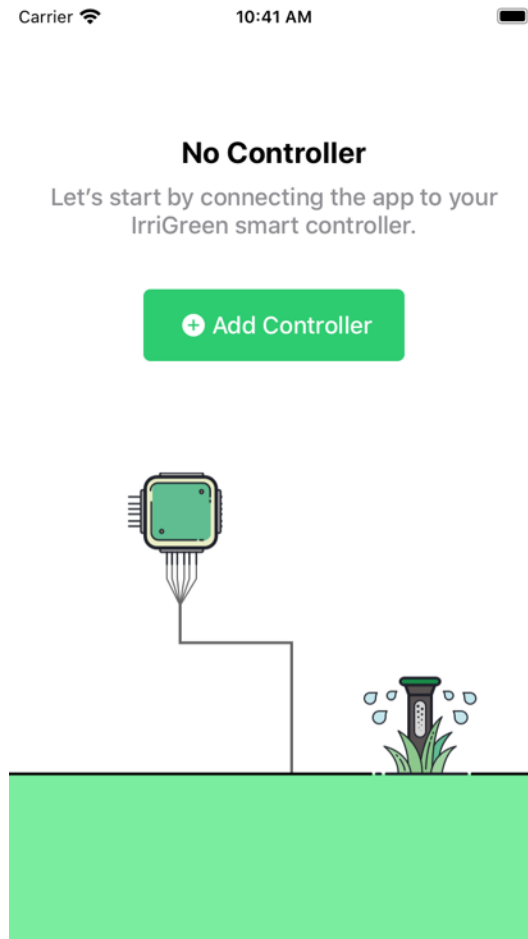 Carrier
10:41 AM
No Controller
Let's start by connecting the app to your
IrriGreen smart controller.
Add Controller